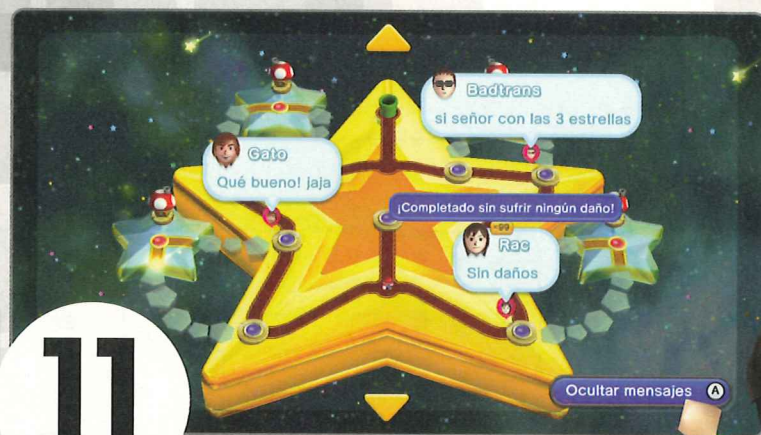 Badtrans
si señor con las 3 estrellas
Gato
Qué bueno! jaja
¡Completado sin sufrir ningún daño!
-99
Rac
Sin daños
Ocultar mensajes A
11